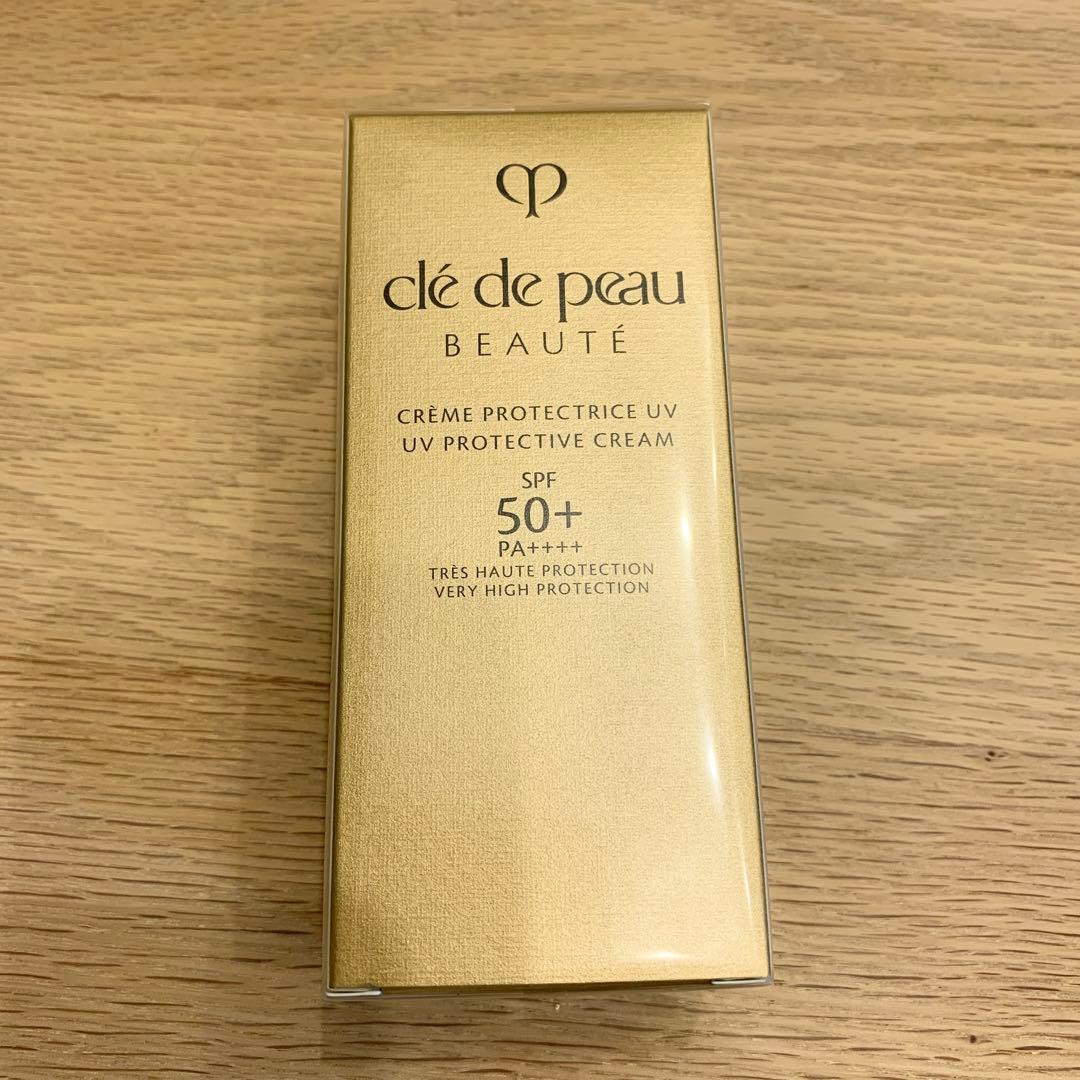 clé de peau
BEAUTÉ
CRÈME PROTECTRICE UV
UV PROTECTIVE CREAM
SPF
50+
PA++++
TRÈS HAUTE PROTECTION
VERY HIGH PROTECTION